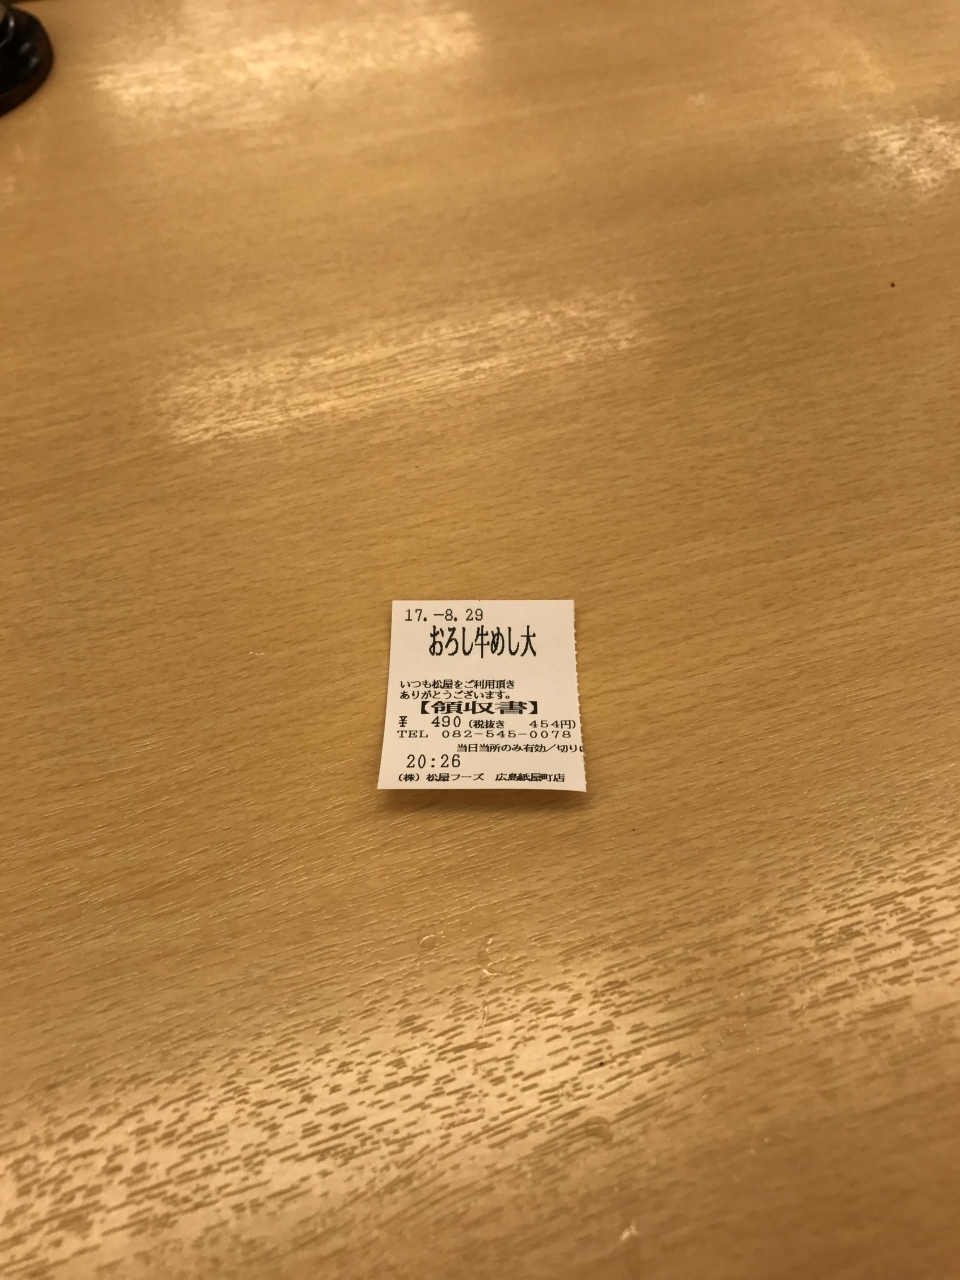 17.-8.29
おろし牛めし大
いつも松屋をご利用頂き
ありがとうございます。
【領収書】
¥ 490(税抜き 454円)
TEL 082-545-0078
当日当所のみ有効/切り
20:26
(株) 松屋フーズ 広島紙屋町店